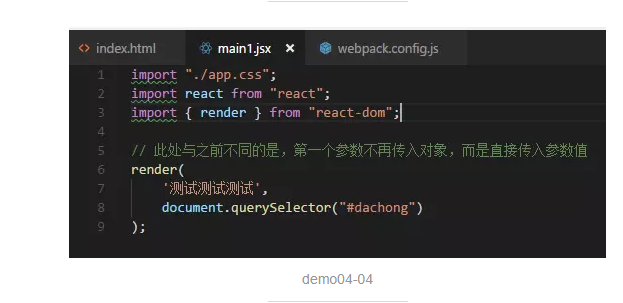 index.html main1.jsx × webpack.config.js
1 import "./app.css";
2 import react from "react";
3 import { render } from "react-dom";
4
5 // 此处与之前不同的是，第一个参数不再传入对象，而是直接传入参数值
6 render(
7 '测试测试测试',
8 document.querySelector("#dachong")
9 );
demo04-04